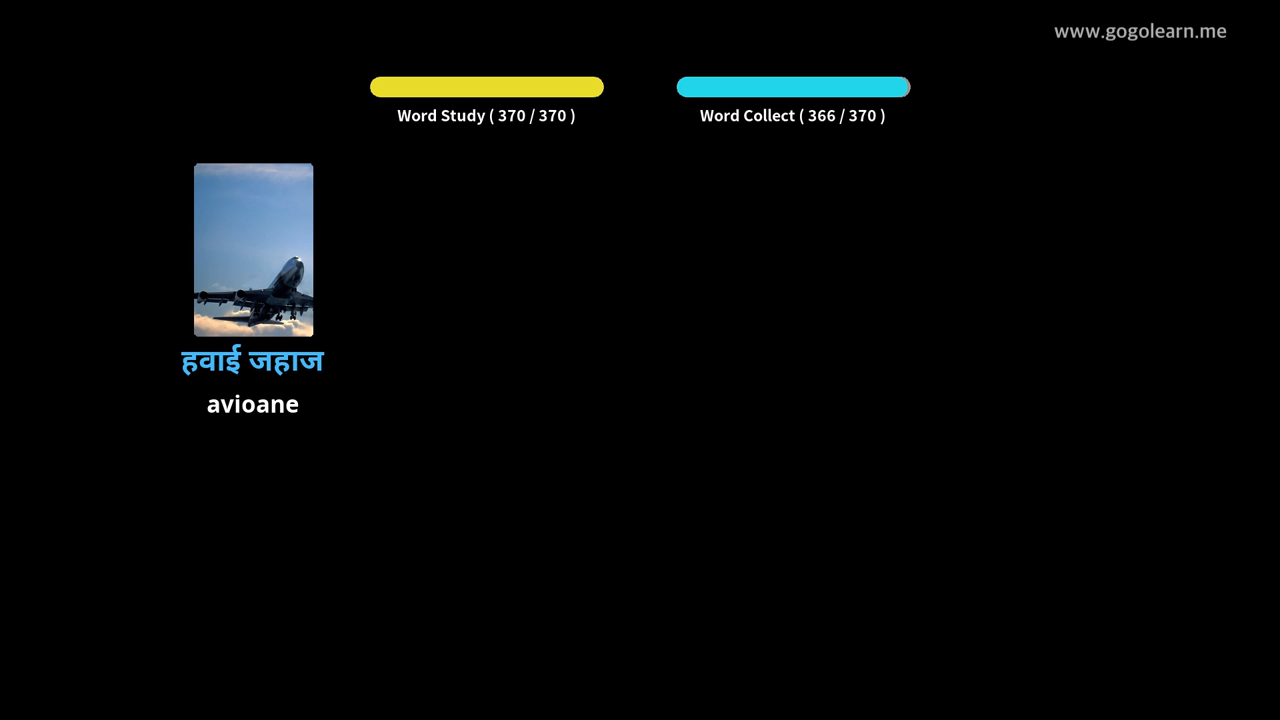 www.gogolearn.me
Word Study ( 370 / 370 )
Word Collect ( 366 / 370 )
हवाई जहाज
avioane